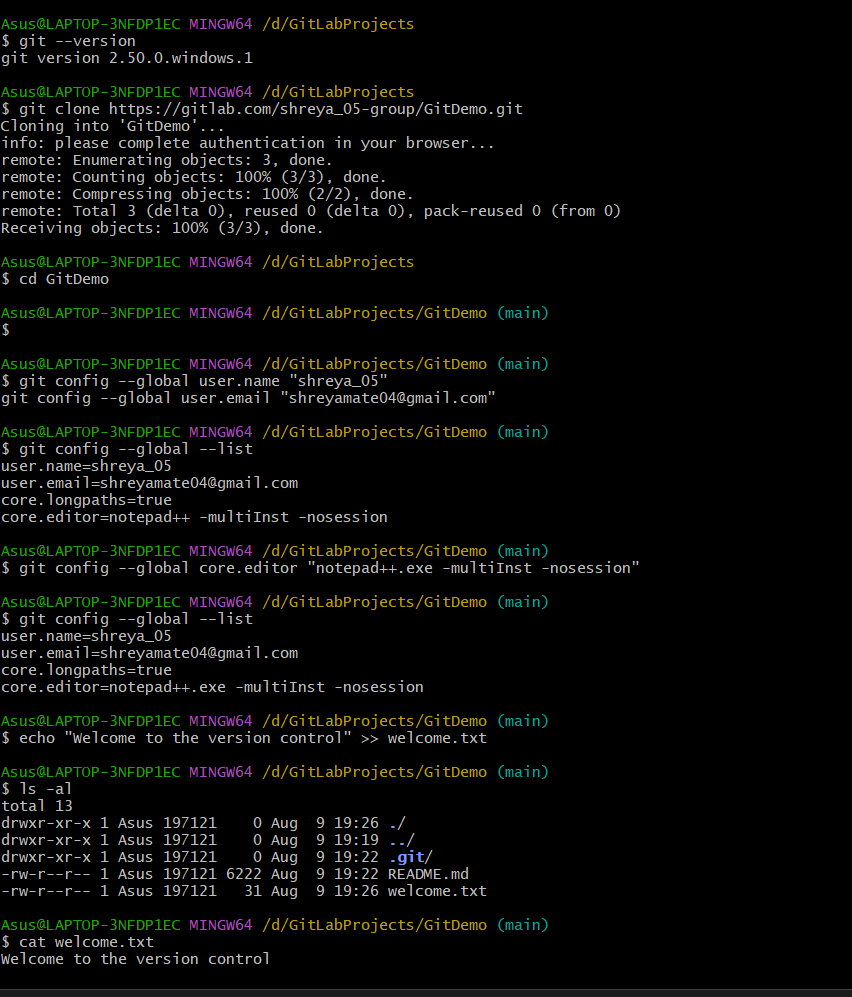 Asus@LAPTOP-3NFDP1EC MINGW64 /d/GitLabProjects
$ git --version
git version 2.50.0.windows.1
Asus@LAPTOP-3NFDP1EC MINGW64 /d/GitLabProjects
$ git clone https://gitlab.com/shreya_05-group/GitDemo.git
Cloning into 'GitDemo'...
info: please complete authentication in your browser...
remote: Enumerating objects: 3, done.
remote: Counting objects: 100% (3/3), done.
remote: Compressing objects: 100% (2/2), done.
remote: Total 3 (delta 0), reused 0 (delta 0), pack-reused 0 (from 0)
Receiving objects: 100% (3/3), done.
Asus@LAPTOP-3NFDP1EC MINGW64 /d/GitLabProjects
$ cd GitDemo
Asus@LAPTOP-3NFDP1EC MINGW64 /d/GitLabProjects/GitDemo (main)
$
Asus@LAPTOP-3NFDP1EC MINGW64 /d/GitLabProjects/GitDemo (main)
$ git config --global user.name "shreya_05"
git config --global user.email "shreyamate04@gmail.com"
Asus@LAPTOP-3NFDP1EC MINGW64 /d/GitLabProjects/GitDemo (main)
$ git config --global --list
user.name=shreya_05
user.email=shreyamate04@gmail.com
core.longpaths=true
core.editor=notepad++ -multiInst -nosession
Asus@LAPTOP-3NFDP1EC MINGW64 /d/GitLabProjects/GitDemo (main)
$ git config --global core.editor "notepad++.exe -multiInst -nosession"
Asus@LAPTOP-3NFDP1EC MINGW64 /d/GitLabProjects/GitDemo (main)
$ git config --global --list
user.name=shreya_05
user.email=shreyamate04@gmail.com
core.longpaths=true
core.editor=notepad++.exe -multiInst -nosession
Asus@LAPTOP-3NFDP1EC MINGW64 /d/GitLabProjects/GitDemo (main)
$ echo "Welcome to the version control" >> welcome.txt
Asus@LAPTOP-3NFDP1EC MINGW64 /d/GitLabProjects/GitDemo (main)
$ ls -al
total 13
drwxr-xr-x 1 Asus 197121    0 Aug  9 19:26 ./
drwxr-xr-x 1 Asus 197121    0 Aug  9 19:19 ../
drwxr-xr-x 1 Asus 197121    0 Aug  9 19:22 .git/
-rw-r--r-- 1 Asus 197121 6222 Aug  9 19:22 README.md
-rw-r--r-- 1 Asus 197121   31 Aug  9 19:26 welcome.txt
Asus@LAPTOP-3NFDP1EC MINGW64 /d/GitLabProjects/GitDemo (main)
$ cat welcome.txt
Welcome to the version control